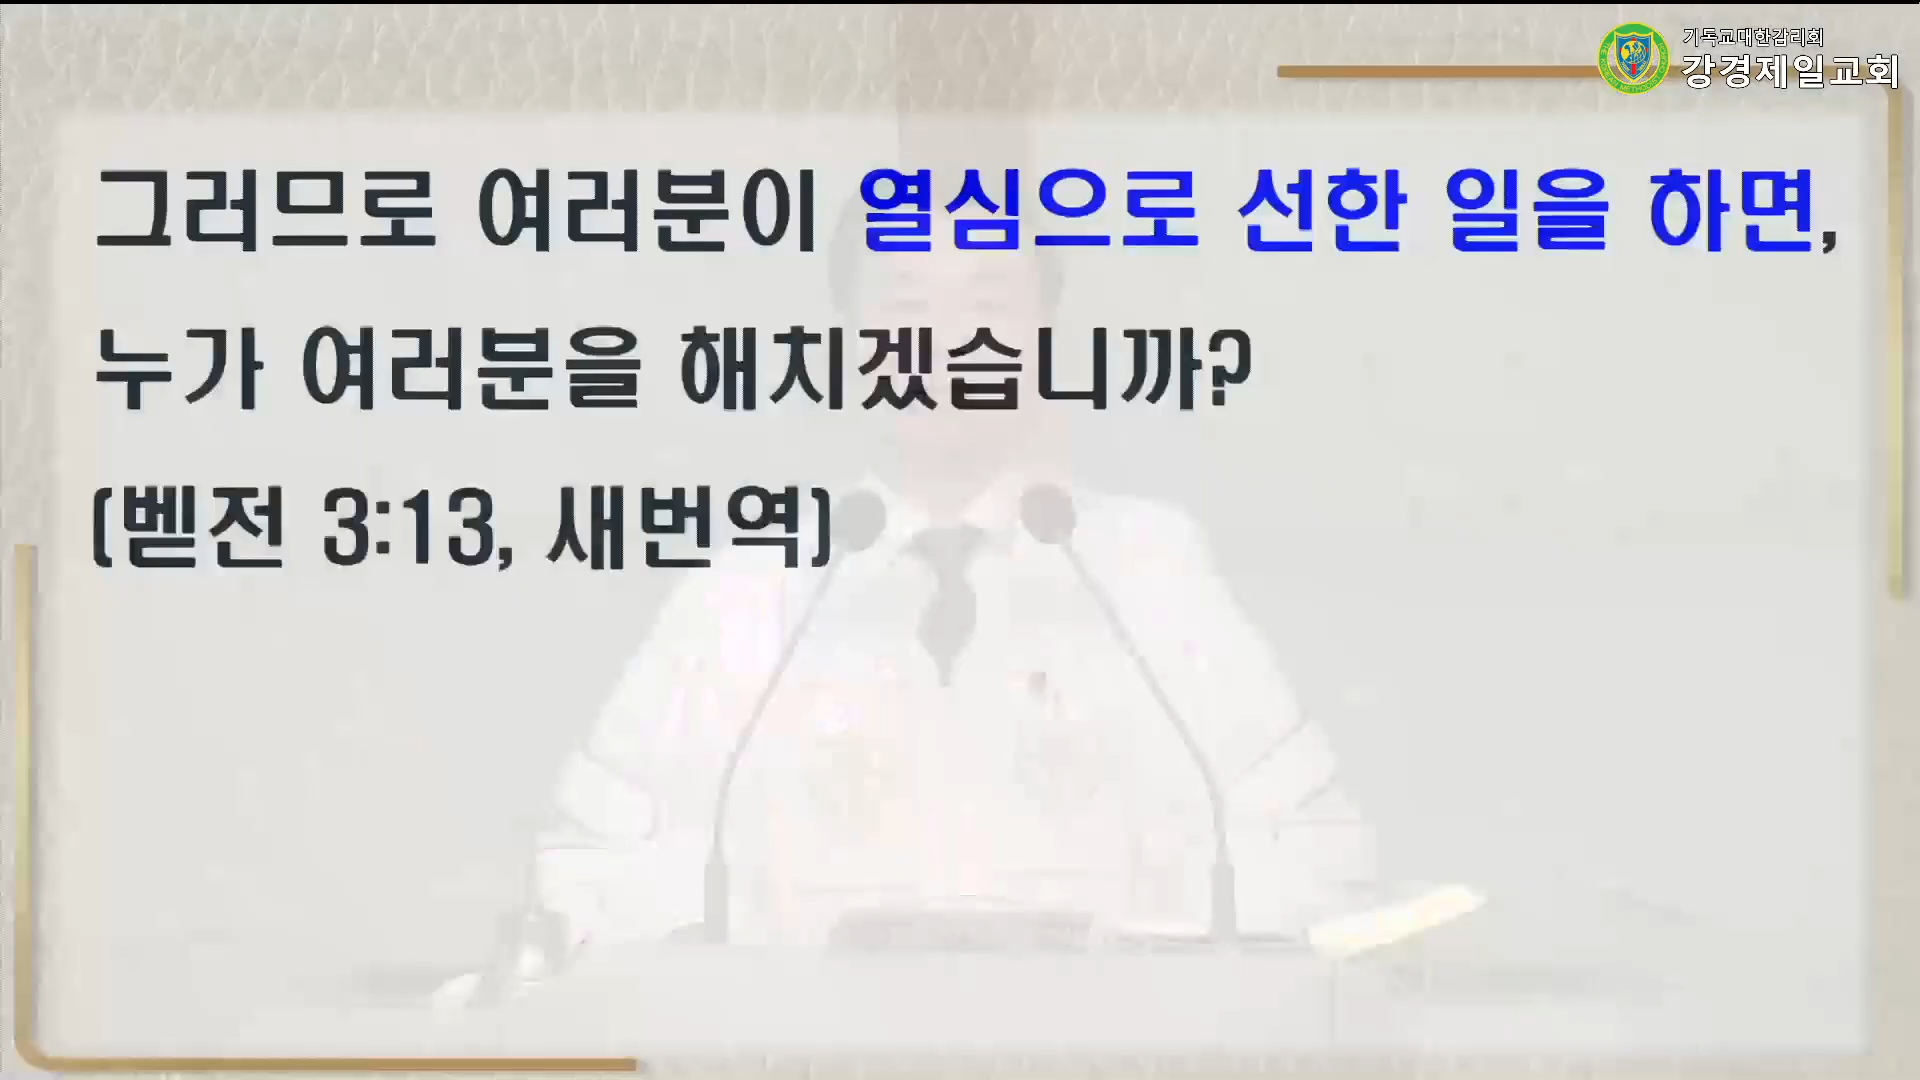 기독교대한감리회
강경제일교회
그러므로 여러분이 열심으로 선한 일을 하면,
누가 여러분을 해치겠습니까?
(벧전 3:13, 새번역)